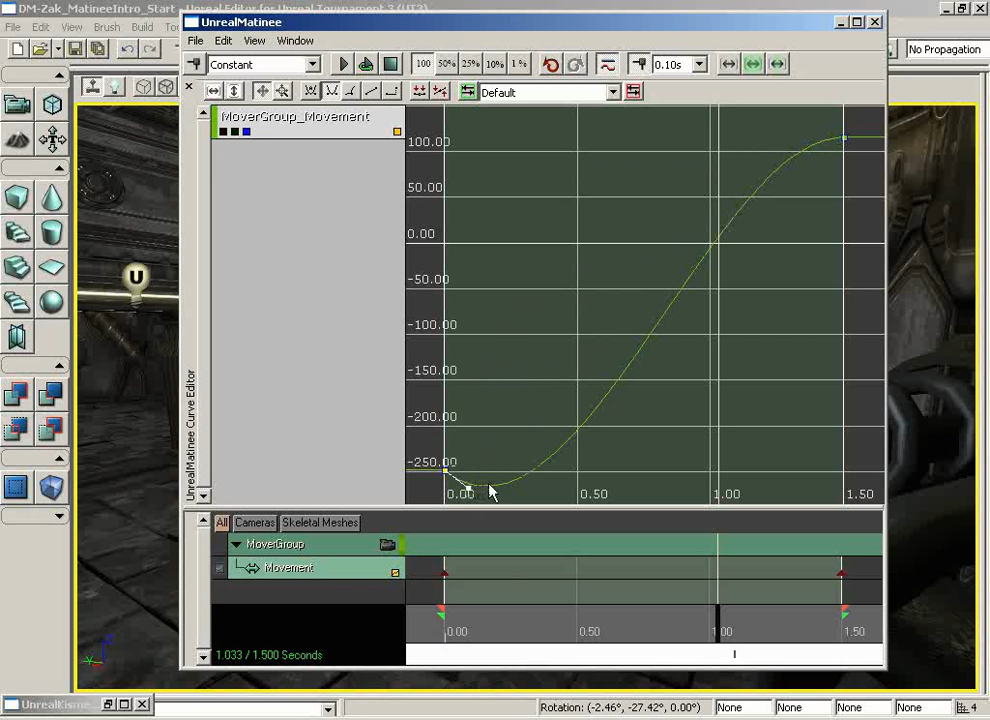 DM-Zak_MatineeIntro_Start - Unreal Editor for Unreal Tournament 3 (UT3)
File Edit View Brush Build
No Propagation
UnrealMatinee
File Edit View Window
Constant 100 50% 25% 10% 1 % 0.10s
Default
MoverGroup_Movement
100.00
50.00
0.00
-50.00
-100.00
-150.00
-200.00
-250.00
0.00 0.50 1.00 1.50
UnrealMatinee Curve Editor
U
All Cameras Skeletal Meshes
MoverGroup
Movement
0.00 0.50 1.00 1.50
1.033 / 1.500 Seconds
UnrealKisme
Rotation: (-2.46°, -27.42°, 0.00°) None None None None 4